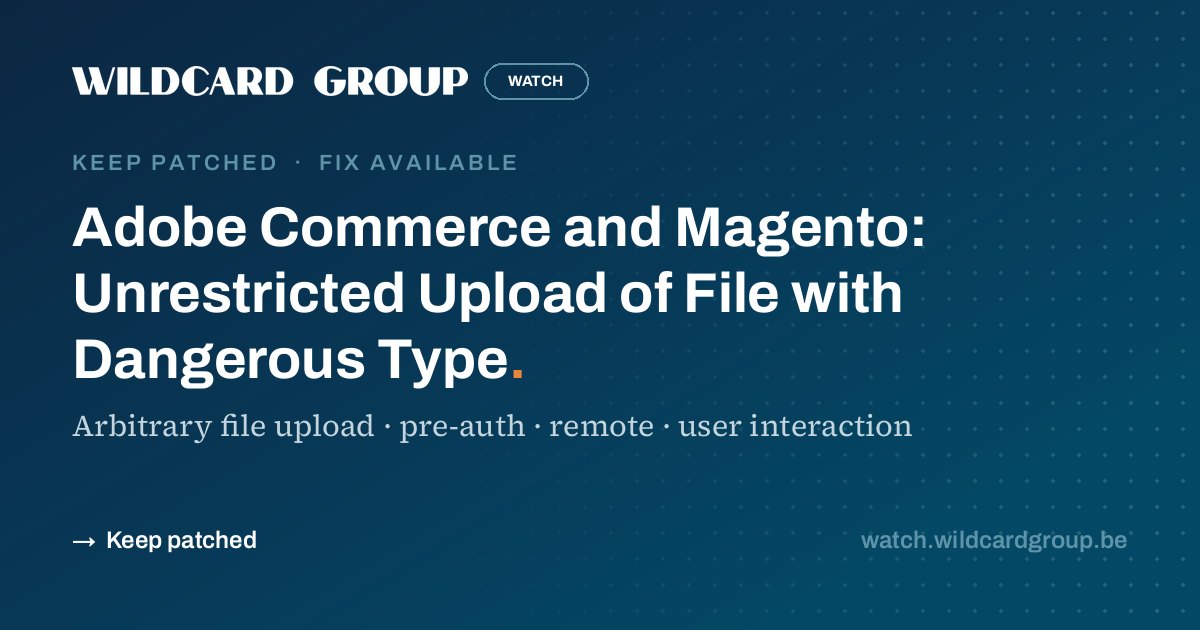 WILDCARD GROUP WATCH
KEEP PATCHED · FIX AVAILABLE
Adobe Commerce and Magento:
Unrestricted Upload of File with
Dangerous Type.
Arbitrary file upload · pre-auth · remote · user interaction
→ Keep patched
watch.wildcardgroup.be